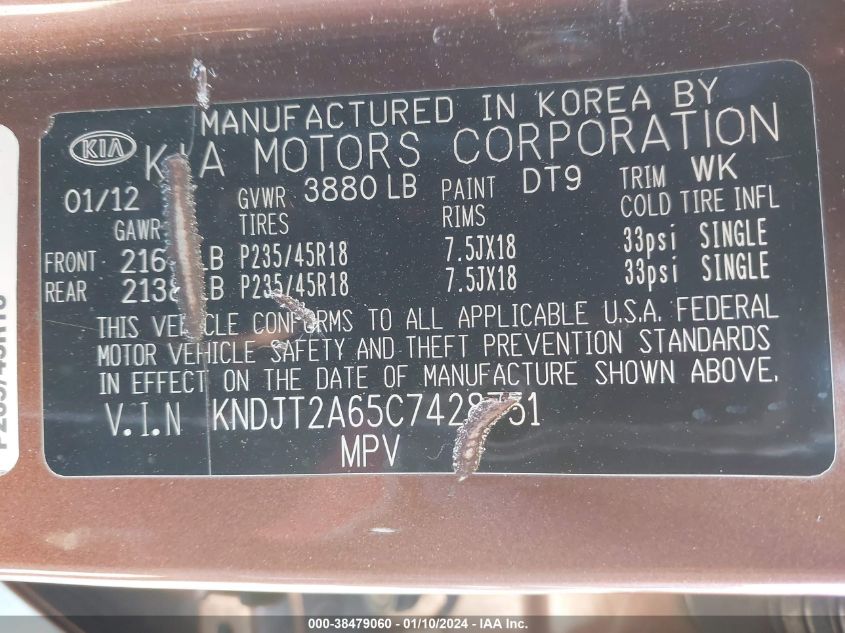 KIA
MANUFACTURED IN KOREA BY
KIA MOTORS CORPORATION
01/12 GVWR 3880 LB PAINT DT9 TRIM WK
GAWR TIRES RIMS COLD TIRE INFL
FRONT LB P235/45R18 7.5JX18 33psi SINGLE
REAR LB P235/45R18 7.5JX18 33psi SINGLE
THIS VEHICLE CONFORMS TO ALL APPLICABLE U.S.A. FEDERAL
MOTOR VEHICLE SAFETY AND THEFT PREVENTION STANDARDS
IN EFFECT ON THE DATE OF MANUFACTURE SHOWN ABOVE.
V.I.N
MPV
000-38479060 - 01/10/2024 - IAA Inc.